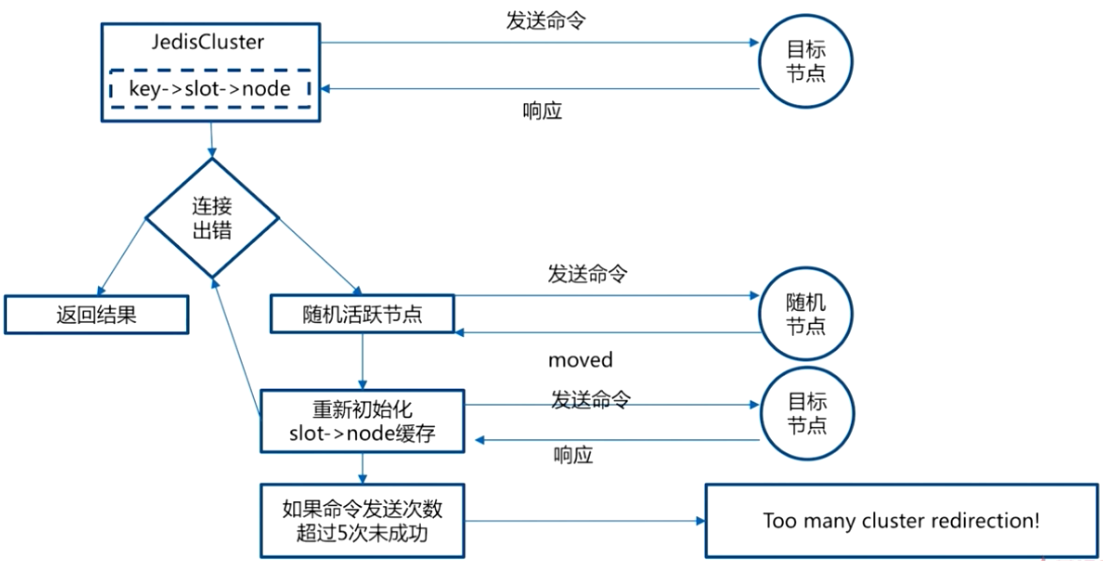 JedisCluster
key->slot->node
发送命令
响应
目标
节点
连接
出错
返回结果
随机活跃节点
发送命令
moved
随机
节点
重新初始化
slot->node缓存
发送命令
响应
目标
节点
如果命令发送次数
超过5次未成功
Too many cluster redirection!